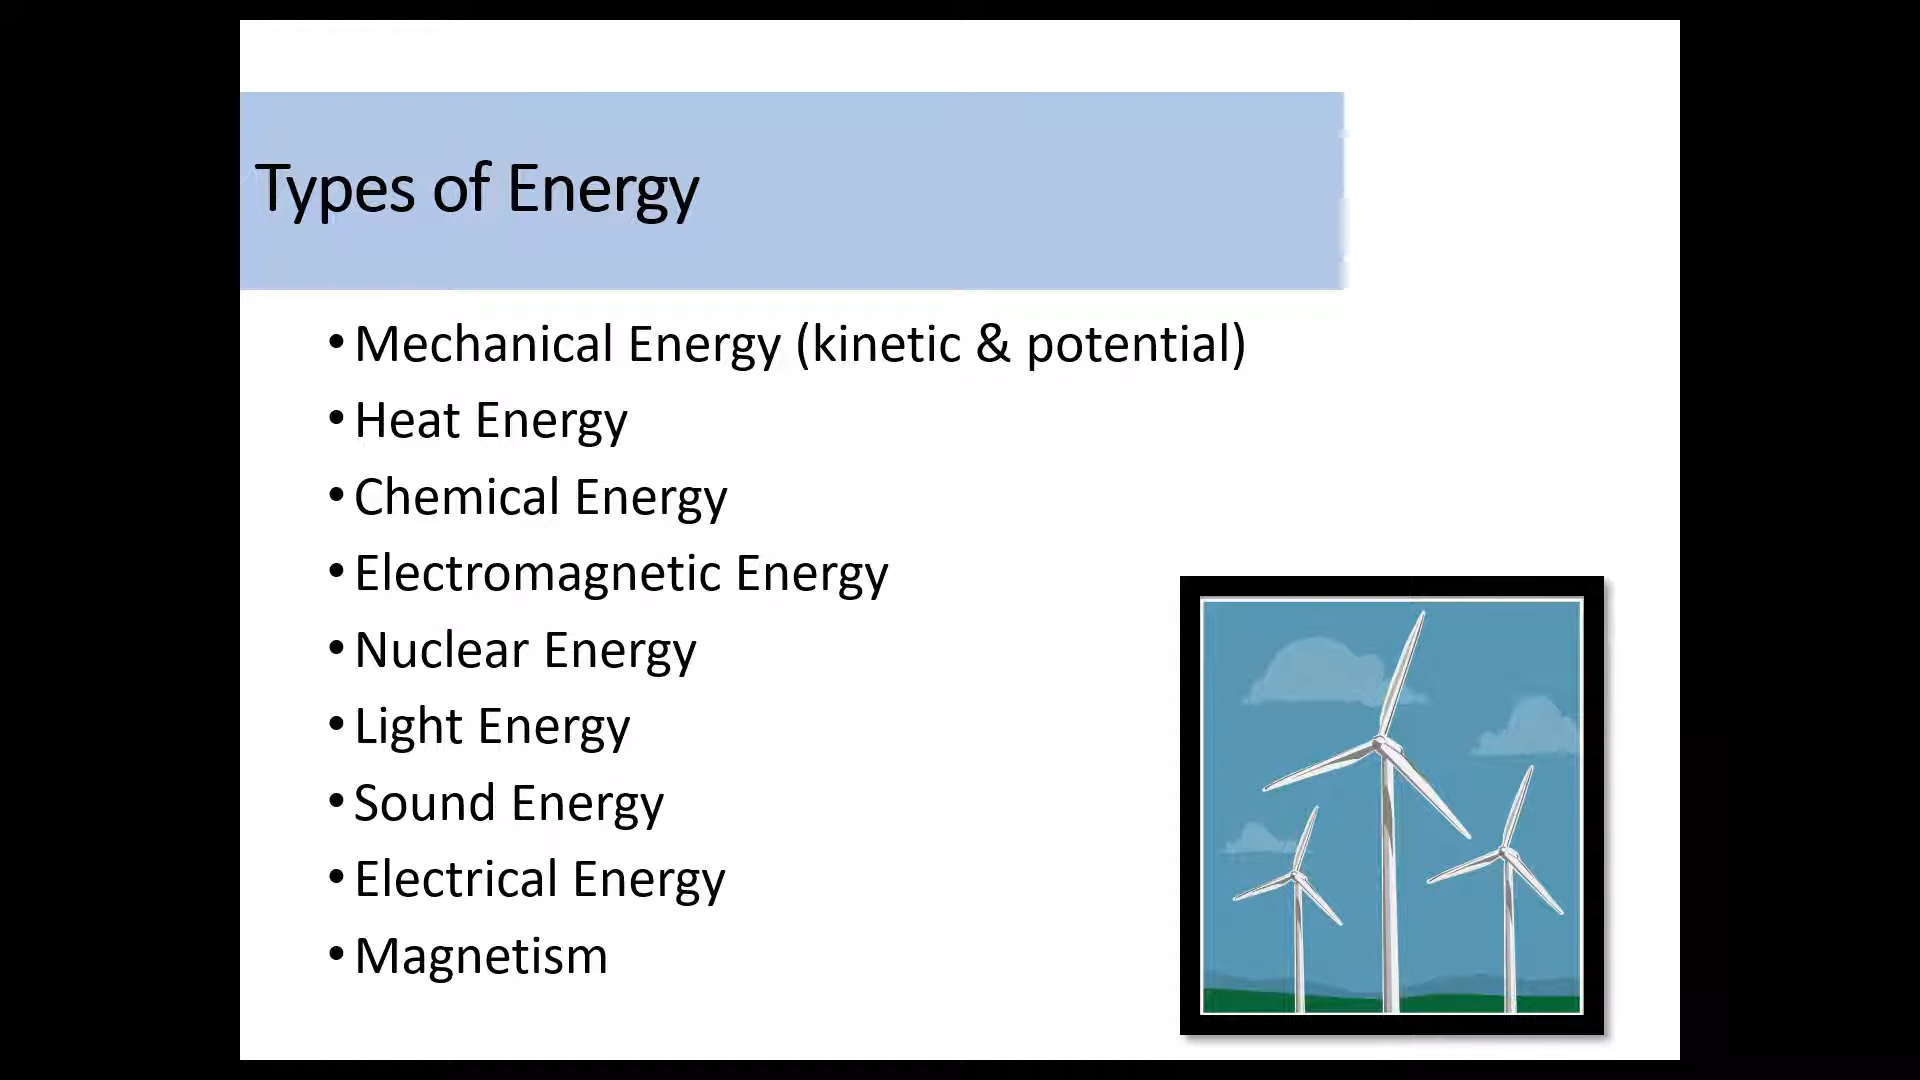 Types of Energy
• Mechanical Energy (kinetic & potential)
• Heat Energy
• Chemical Energy
• Electromagnetic Energy
• Nuclear Energy
• Light Energy
• Sound Energy
• Electrical Energy
• Magnetism